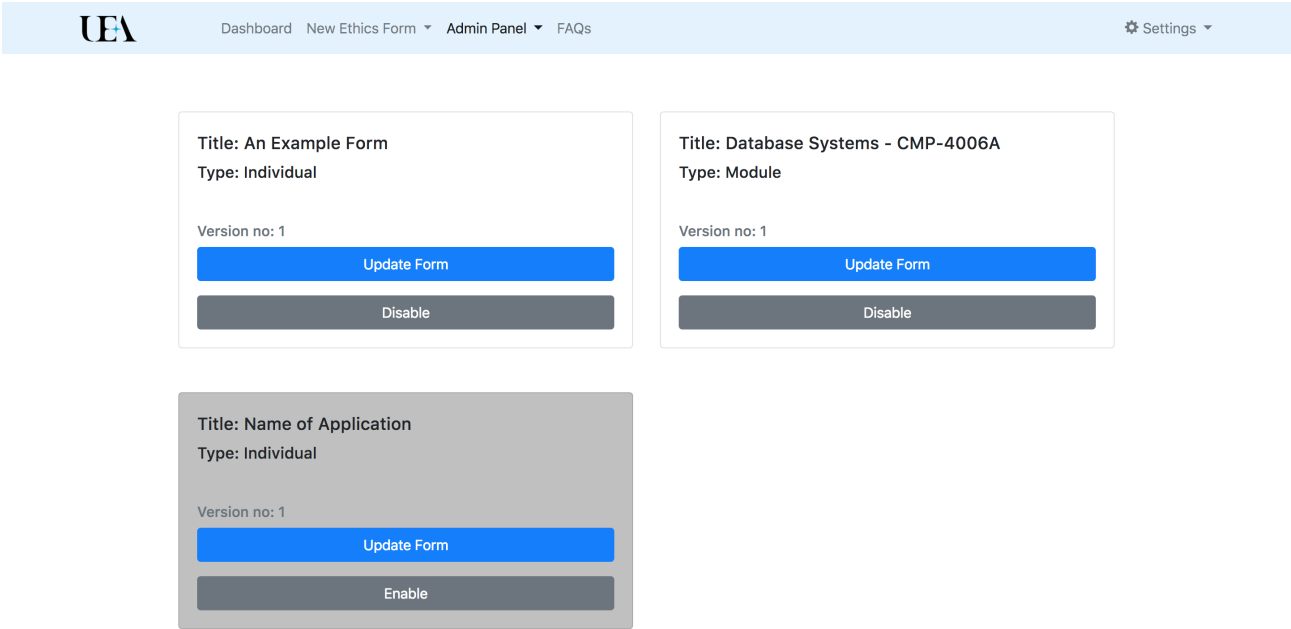 UEA
Dashboard New Ethics Form Admin Panel FAQs Settings
Title: An Example Form
Type: Individual
Version no: 1
Update Form
Disable
Title: Database Systems - CMP-4006A
Type: Module
Version no: 1
Update Form
Disable
Title: Name of Application
Type: Individual
Version no: 1
Update Form
Enable